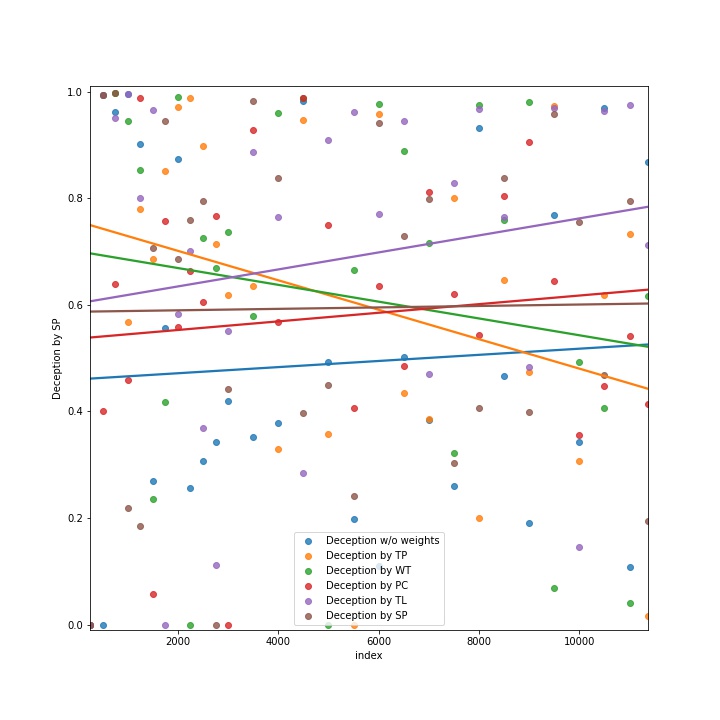 1.0
0.8
0.6
0.4
0.2
0.0
Deception by SP
Deception w/o weights
Deception by TP
Deception by WT
Deception by PC
Deception by TL
Deception by SP
2000 4000 6000 8000 10000
index